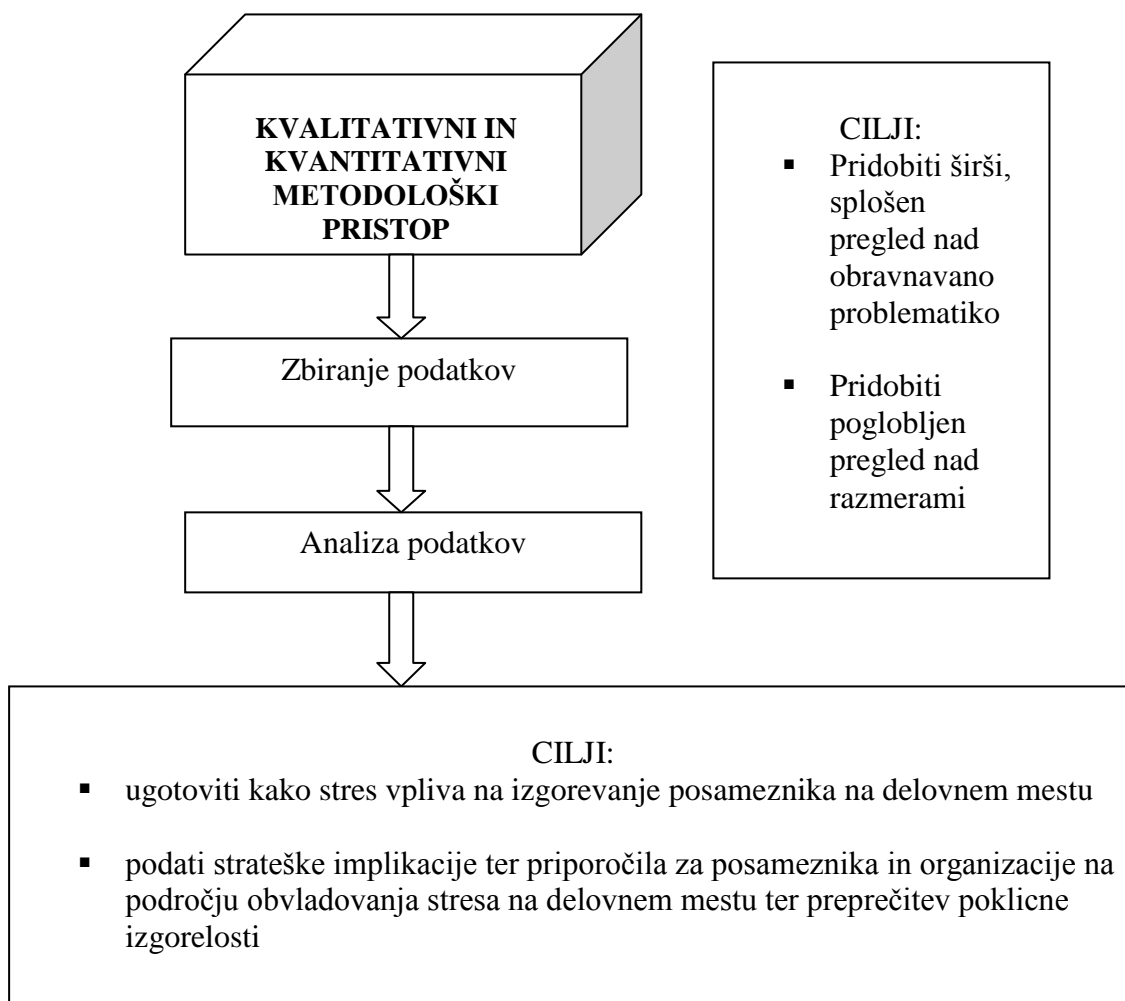 KVALITATIVNI IN
KVANTITATIVNI
METODOLOŠKI
PRISTOP
Zbiranje podatkov
Analiza podatkov
CILJI:
▪ Pridobiti širši,
splošen
pregled nad
obravnavano
problematiko
▪ Pridobiti
poglobljen
pregled nad
razmerami
CILJI:
▪ ugotoviti kako stres vpliva na izgorevanje posameznika na delovnem mestu
▪ podati strateške implikacije ter priporočila za posameznika in organizacije na
področju obvladovanja stresa na delovnem mestu ter preprečitev poklicne
izgorelosti